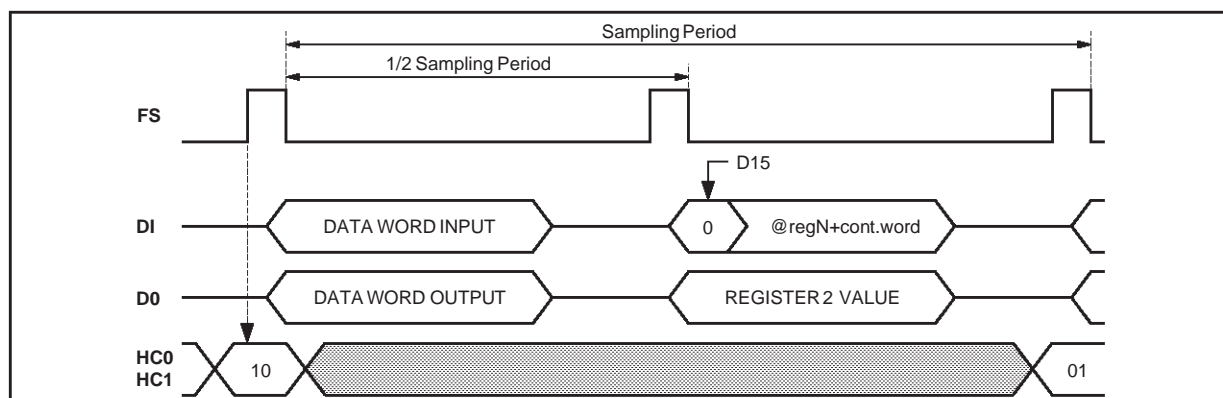 Sampling Period
1/2 Sampling Period
FS
D15
DI
DATA WORD INPUT
0
@regN+cont.word
D0
DATA WORD OUTPUT
REGISTER 2 VALUE
HC0
HC1
10
01